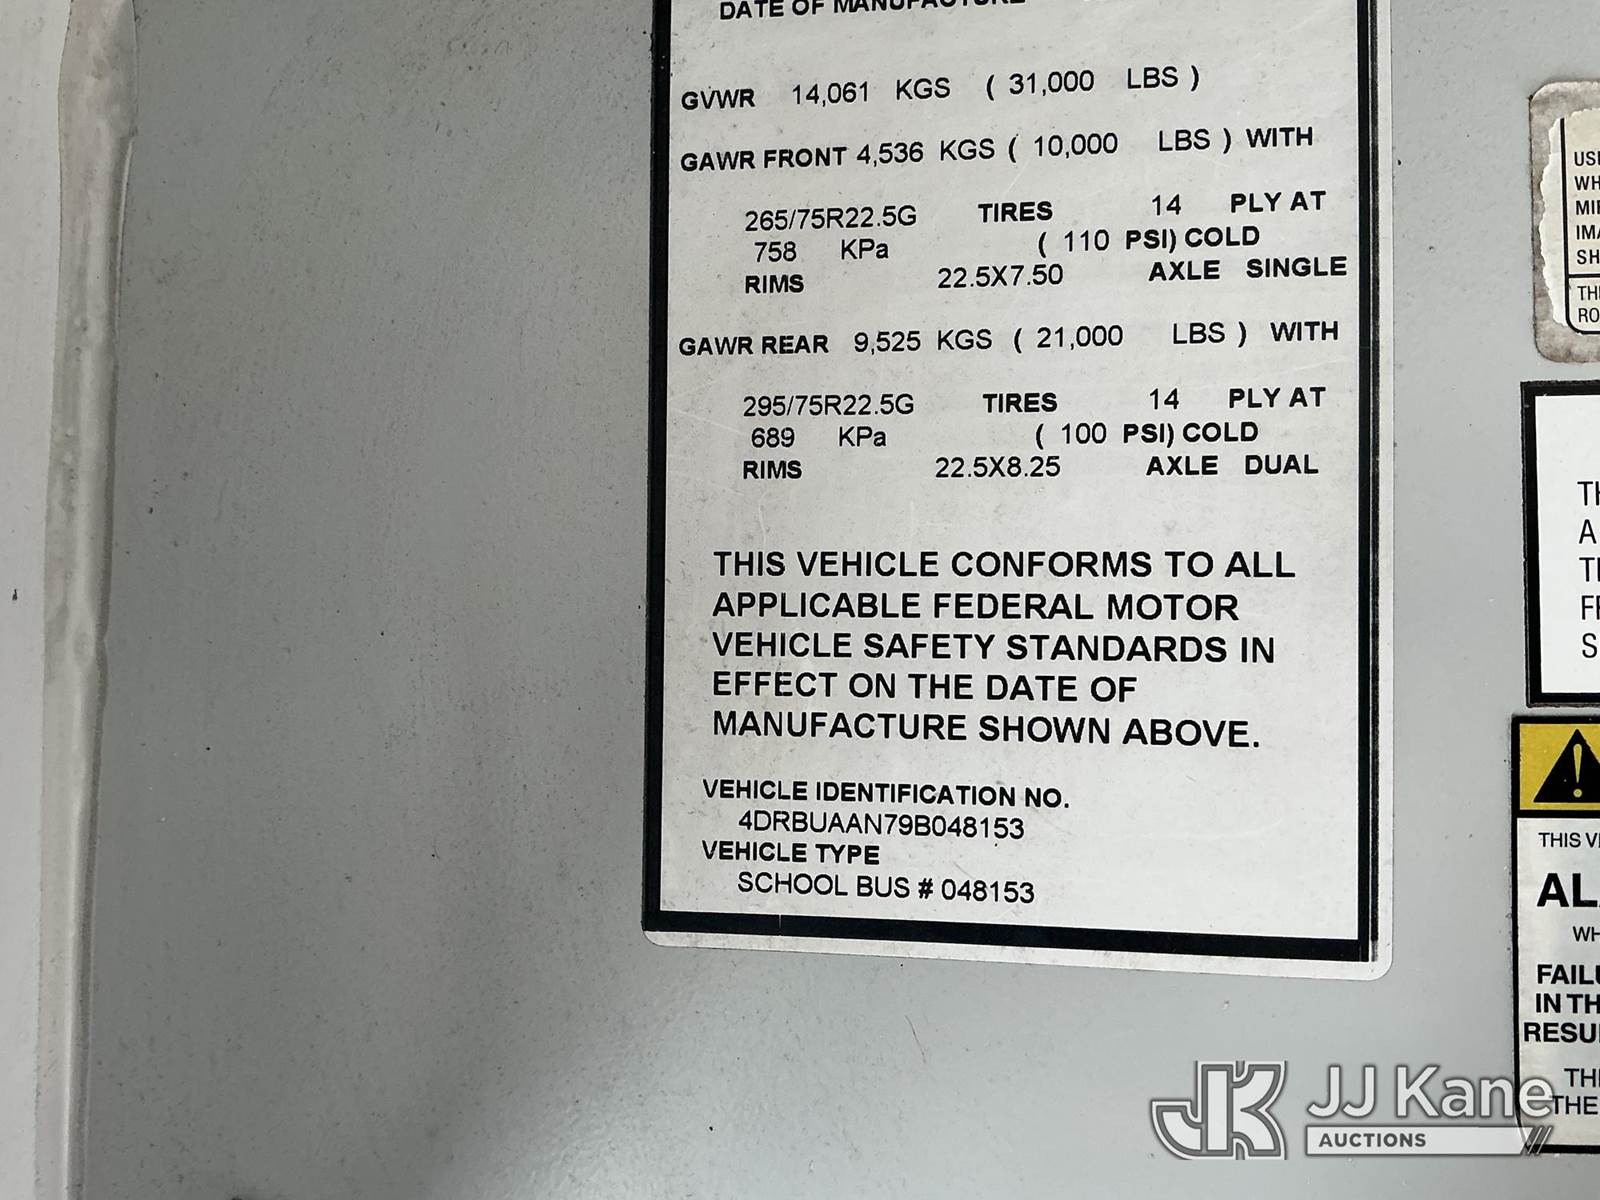 DATE OF MANUFACTURE
GVWR 14,061 KGS ( 31,000 LBS )
GAWR FRONT 4,536 KGS ( 10,000 LBS ) WITH
265/75R22.5G TIRES 14 PLY AT
758 KPa ( 110 PSI) COLD
RIMS 22.5X7.50 AXLE SINGLE
GAWR REAR 9,525 KGS ( 21,000 LBS ) WITH
295/75R22.5G TIRES 14 PLY AT
689 KPa ( 100 PSI) COLD
RIMS 22.5X8.25 AXLE DUAL
THIS VEHICLE CONFORMS TO ALL
APPLICABLE FEDERAL MOTOR
VEHICLE SAFETY STANDARDS IN
EFFECT ON THE DATE OF
MANUFACTURE SHOWN ABOVE.
VEHICLE IDENTIFICATION NO.
4DRBUAAN79B048153
VEHICLE TYPE
SCHOOL BUS # 048153
A
THIS
IN
JK JJ Kane
AUCTIONS